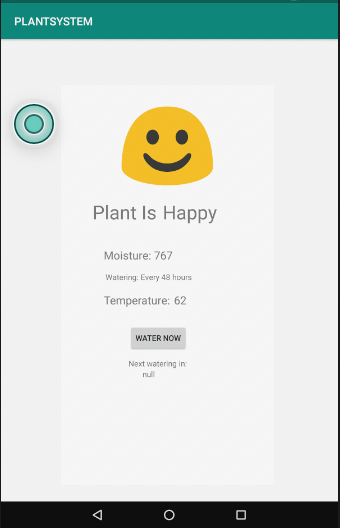 PLANTSYSTEM
Plant Is Happy
Moisture: 767
Watering: Every 48 hours
Temperature: 62
WATER NOW
Next watering in:
null